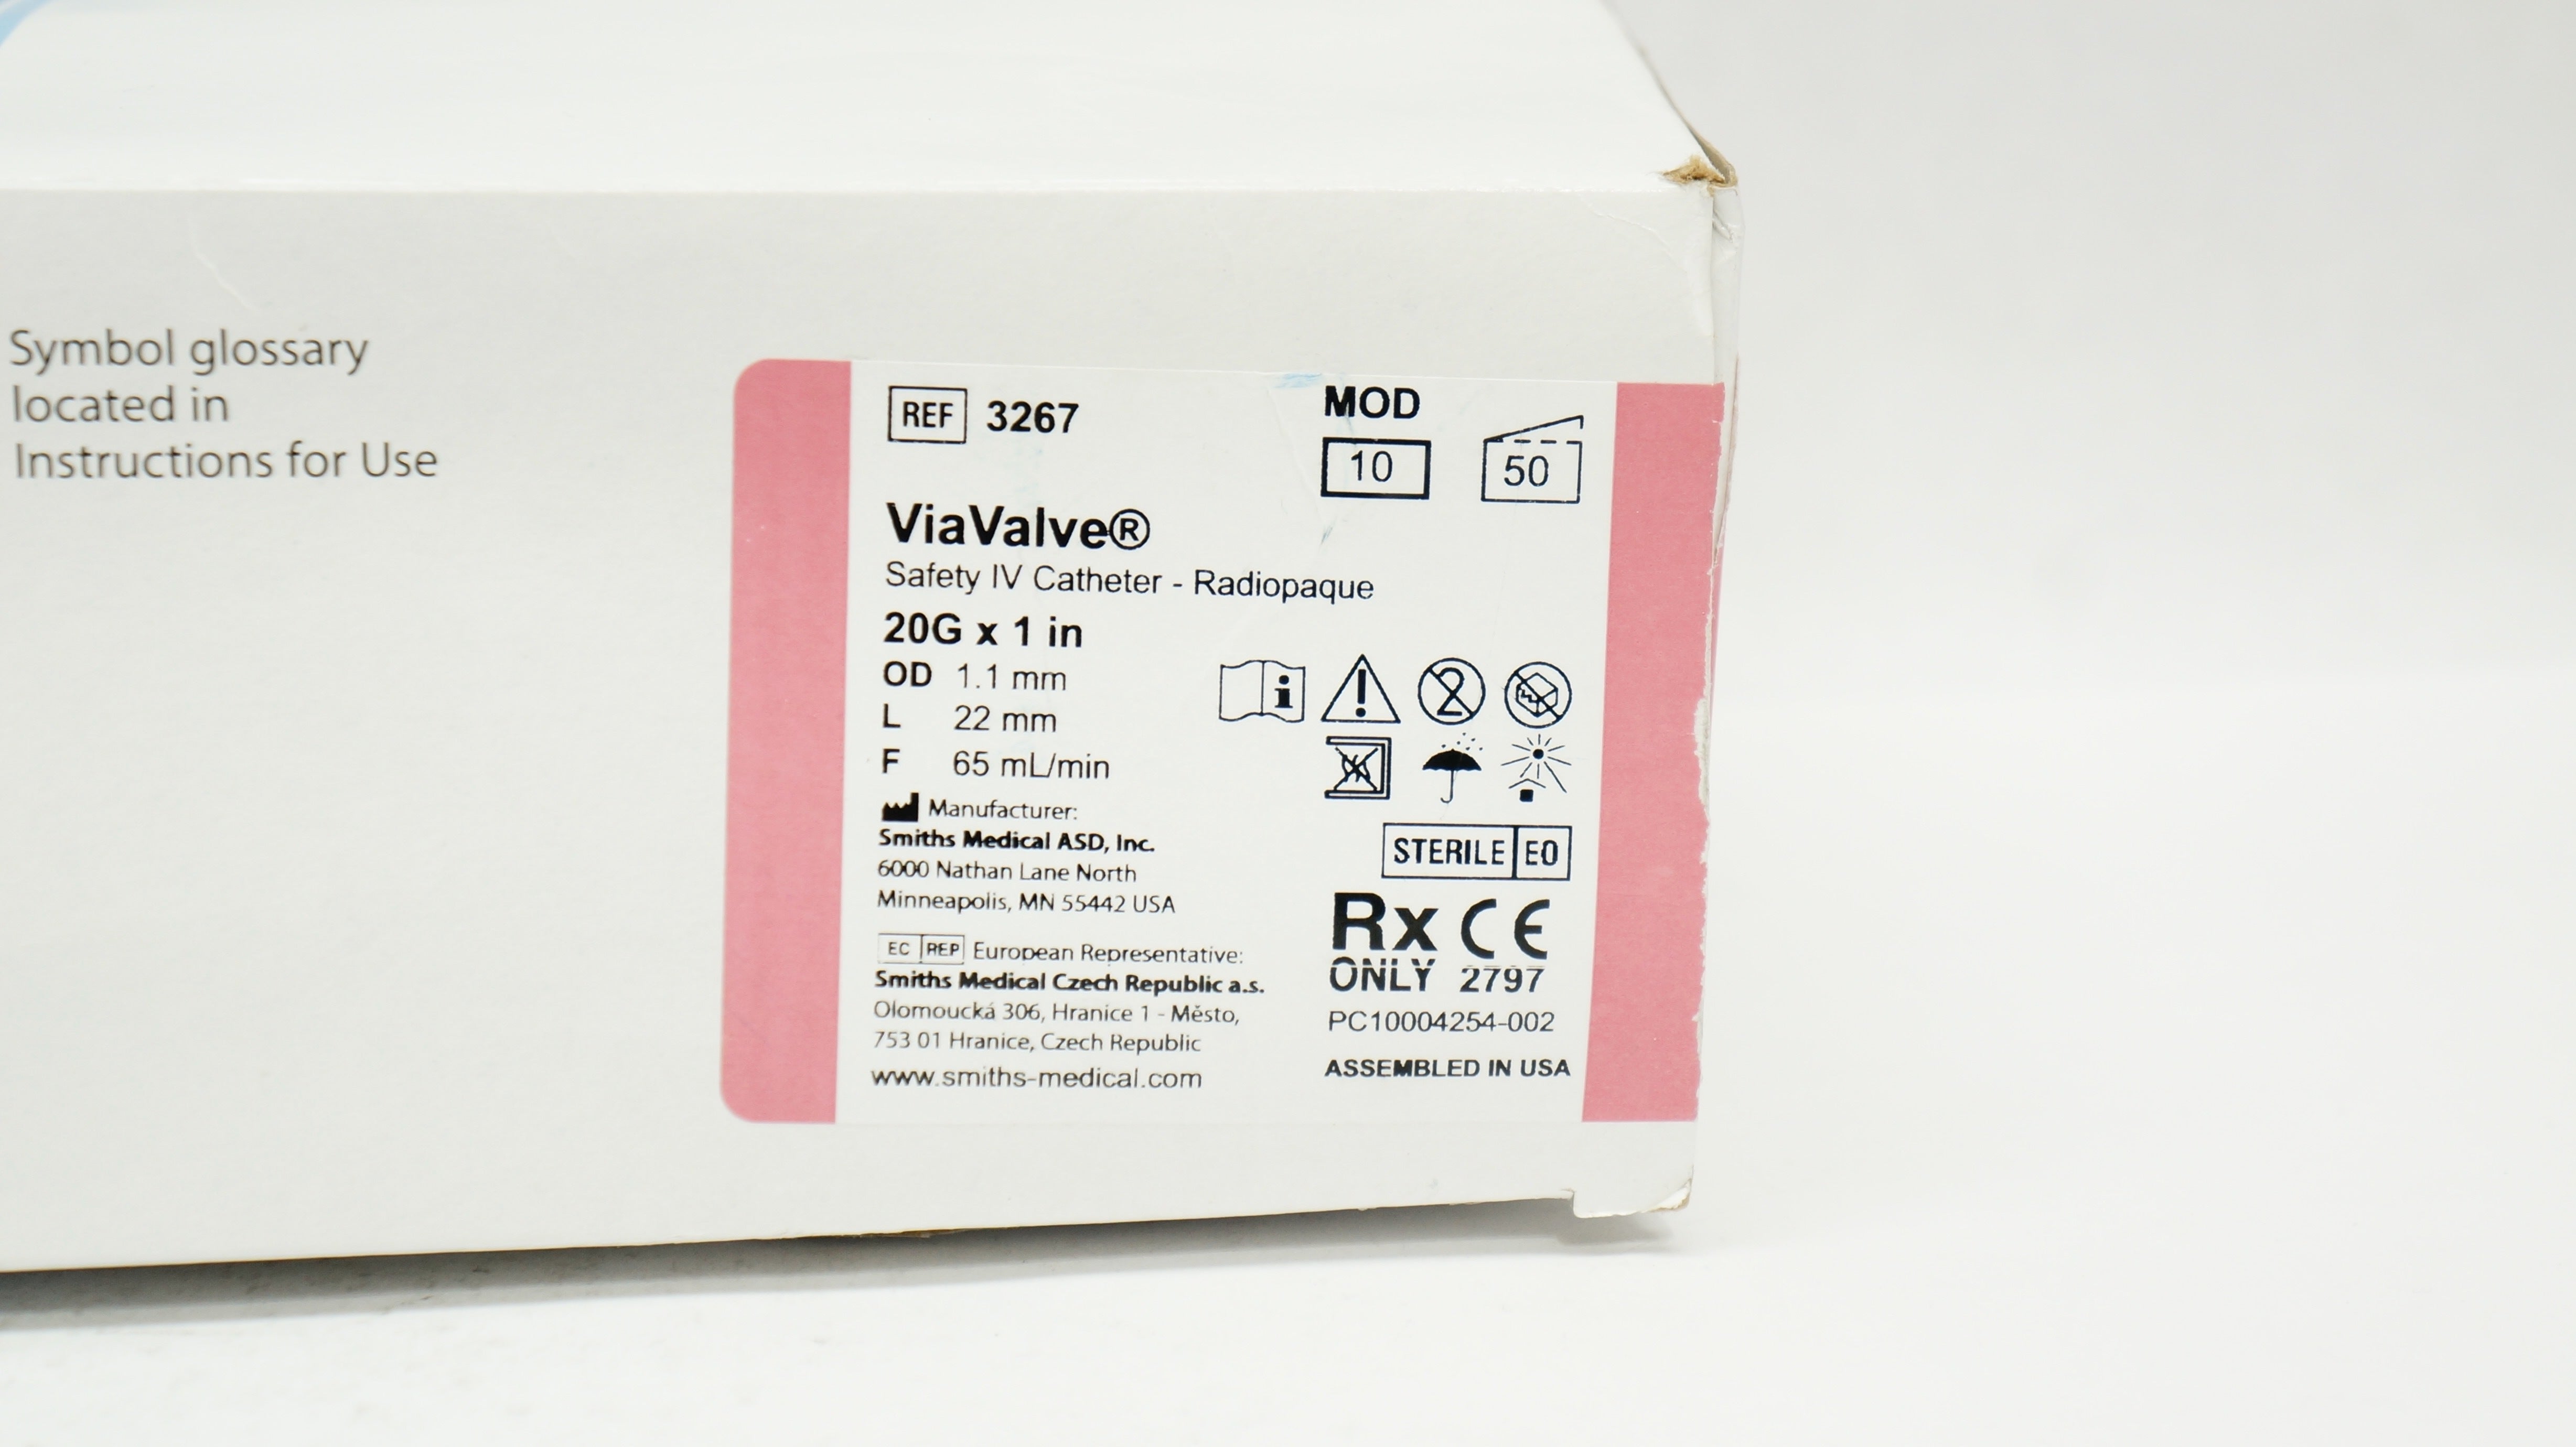 Symbol glossary
located in
Instructions for Use
REF 3267
MOD
10
50
ViaValve®
Safety IV Catheter - Radiopaque
20G x 1 in
OD 1.1 mm
L 22 mm
F 65 mL/min
Manufacturer:
Smiths Medical ASD, Inc.
6000 Nathan Lane North
Minneapolis, MN 55442 USA
EC REP European Representative:
Smiths Medical Czech Republic a.s.
Olomoucká 306, Hranice 1 - Město,
753 01 Hranice, Czech Republic
www.smiths-medical.com
2
STERILE EO
Rx CE
ONLY 2797
PC10004254-002
ASSEMBLED IN USA